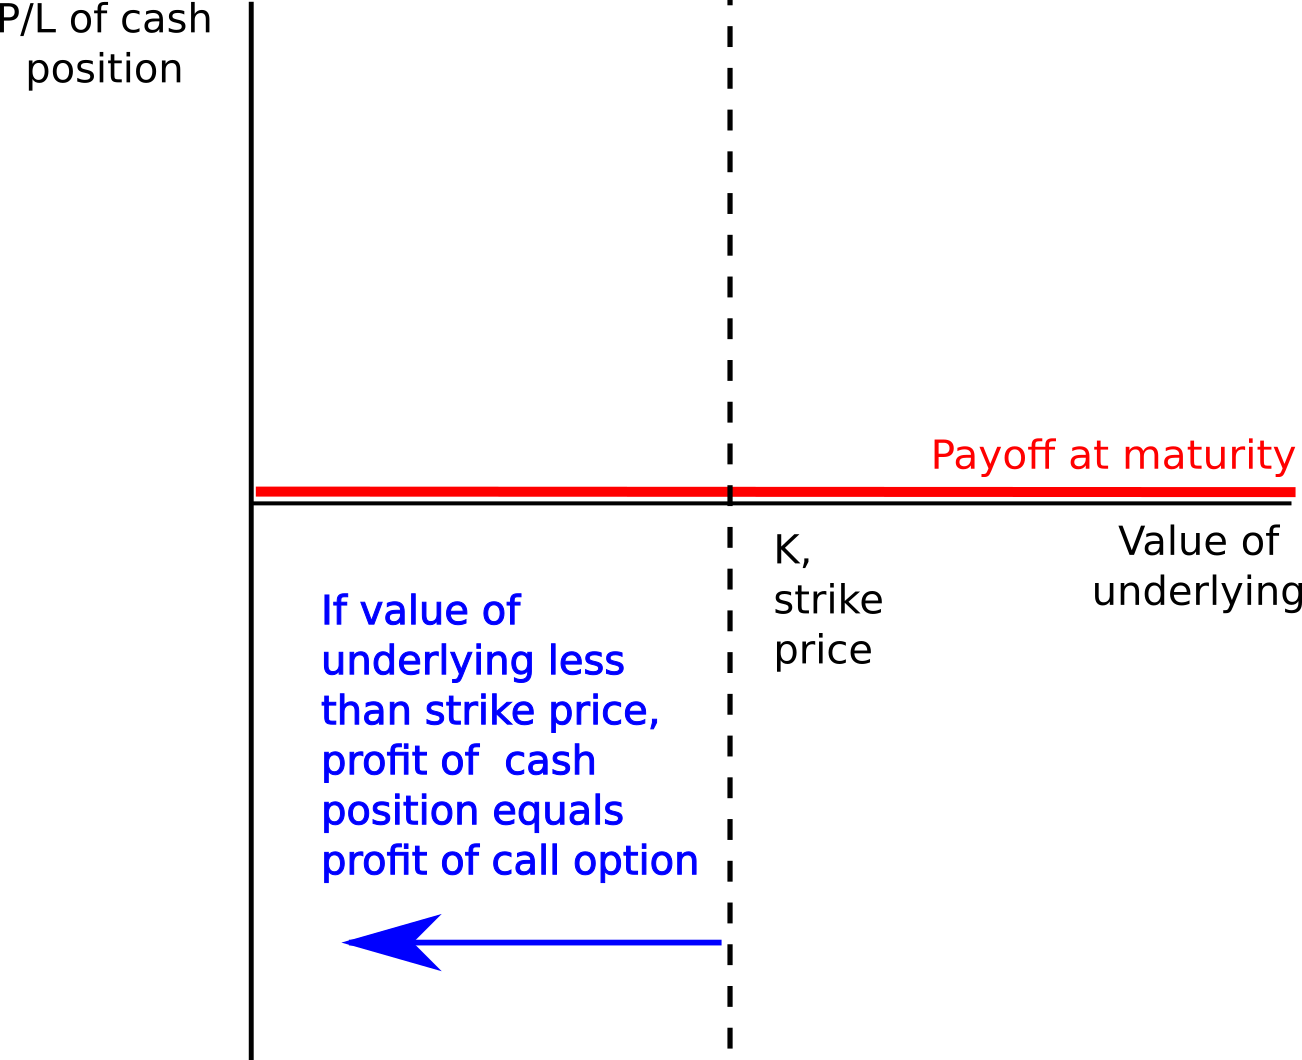 P/L of cash
position
Payoff at maturity
Value of
underlying
K,
strike
price
If value of
underlying less
than strike price,
profit of  cash
position equals
profit of call option